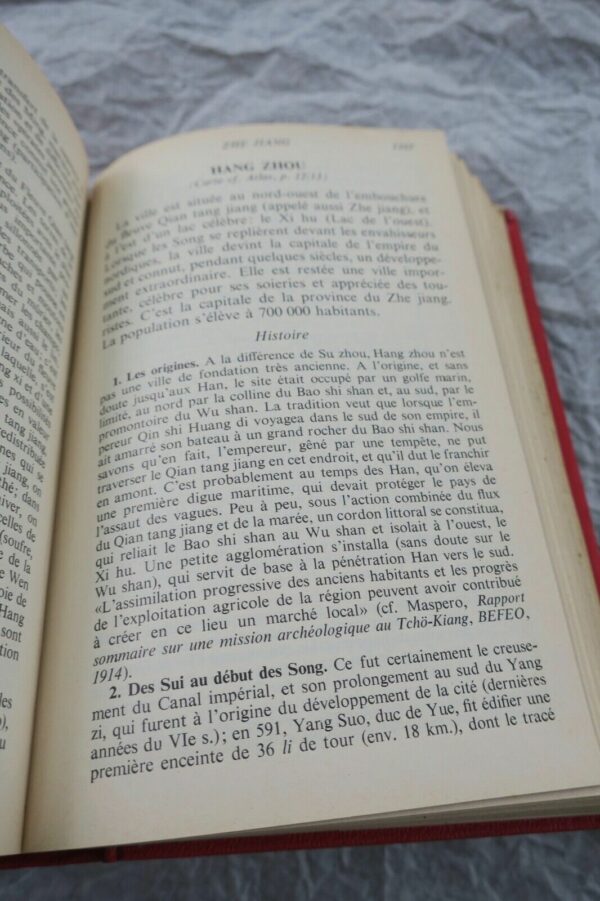 ZHE JIANG
HANG ZHOU
(Carte cf. Atlas, p. 12-13)
La ville est située au nord-ouest de l'embouchure
du fleuve Qian tang jiang (appelé aussi Zhe jiang), et
à l'est d'un lac célèbre: le Xi hu (Lac de l'ouest).
Lorsque les Song se replièrent devant les envahisseurs
nordiques, la ville devint la capitale de l'empire du
sud et connut, pendant quelques siècles, un développe-
ment extraordinaire. Elle est restée une ville impor-
tante, célèbre pour ses soieries et appréciée des tou-
ristes. C'est la capitale de la province du Zhe jiang.
La population s'élève à 700 000 habitants.
Histoire
1. Les origines. A la différence de Su zhou, Hang zhou n'est
pas une ville de fondation très ancienne. A l'origine, et sans
doute jusqu'aux Han, le site était occupé par un golfe marin,
limité, au nord par la colline du Bao shi shan et, au sud, par le
promontoire du Wu shan. La tradition veut que lorsque l'em-
pereur Qin shi Huang di voyagea dans le sud de son empire, il
ait amarré son bateau à un grand rocher du Bao shi shan. Nous
savons qu'en fait, l'empereur, gêné par une tempête, ne put
traverser le Qian tang jiang en cet endroit, et qu'il dut le franchir
en amont. C'est probablement au temps des Han, qu'on éleva
une première digue maritime, qui devait protéger le pays de
l'assaut des vagues. Peu à peu, sous l'action combinée du flux
du Qian tang jiang et de la marée, un cordon littoral se constitua,
qui reliait le Bao shi shan au Wu shan et isolait à l'ouest, le
Xi hu. Une petite agglomération s'installa (sans doute sur le
Wu shan), qui servit de base à la pénétration Han vers le sud.
«L'assimilation progressive des anciens habitants et les progrès
de l'exploitation agricole de la région peuvent avoir contribué
à créer en ce lieu un marché local» (cf. Maspero, Rapport
sommaire sur une mission archéologique au Tchö-Kiang, BEFEO,
1914).
2. Des Sui au début des Song. Ce fut certainement le creuse-
ment du Canal impérial, et son prolongement au sud du Yang
zi, qui furent à l'origine du développement de la cité (dernières
années du VIe s.); en 591, Yang Suo, duc de Yue, fit édifier une
première enceinte de 36 li de tour (env. 18 km.), dont le tracé